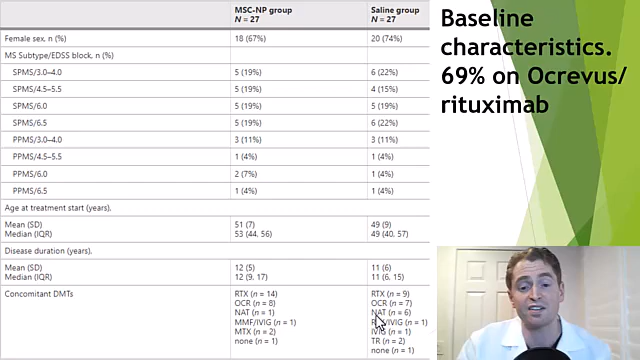 MSC-NP group Saline group
N = 27 N = 27
Female sex, n (%) 18 (67%) 20 (74%)
MS Subtype/EDSS block, n (%)
SPMS/3.0–4.0 5 (19%) 6 (22%)
SPMS/4.5–5.5 5 (19%) 4 (15%)
SPMS/6.0 5 (19%) 5 (19%)
SPMS/6.5 5 (19%) 6 (22%)
PPMS/3.0–4.0 3 (11%) 3 (11%)
PPMS/4.5–5.5 1 (4%) 1 (4%)
PPMS/6.0 2 (7%) 1 (4%)
PPMS/6.5 1 (4%) 1 (4%)
Age at treatment start (years),
Mean (SD) 51 (7) 49 (9)
Median (IQR) 53 (44, 56) 49 (40, 57)
Disease duration (years),
Mean (SD) 12 (5) 11 (6)
Median (IQR) 12 (9, 17) 11 (6, 15)
Concomitant DMTs RTX (n = 14) RTX (n = 9)
OCR (n = 8) OCR (n = 7)
NAT (n = 1) NAT (n = 6)
MMF/IVIG (n = 1) (n = 1)
MTX (n = 2) IVIG (n = 1)
none (n = 1) TR (n = 2)
none (n = 1)
Baseline
characteristics.
69% on Ocrevus/
rituximab